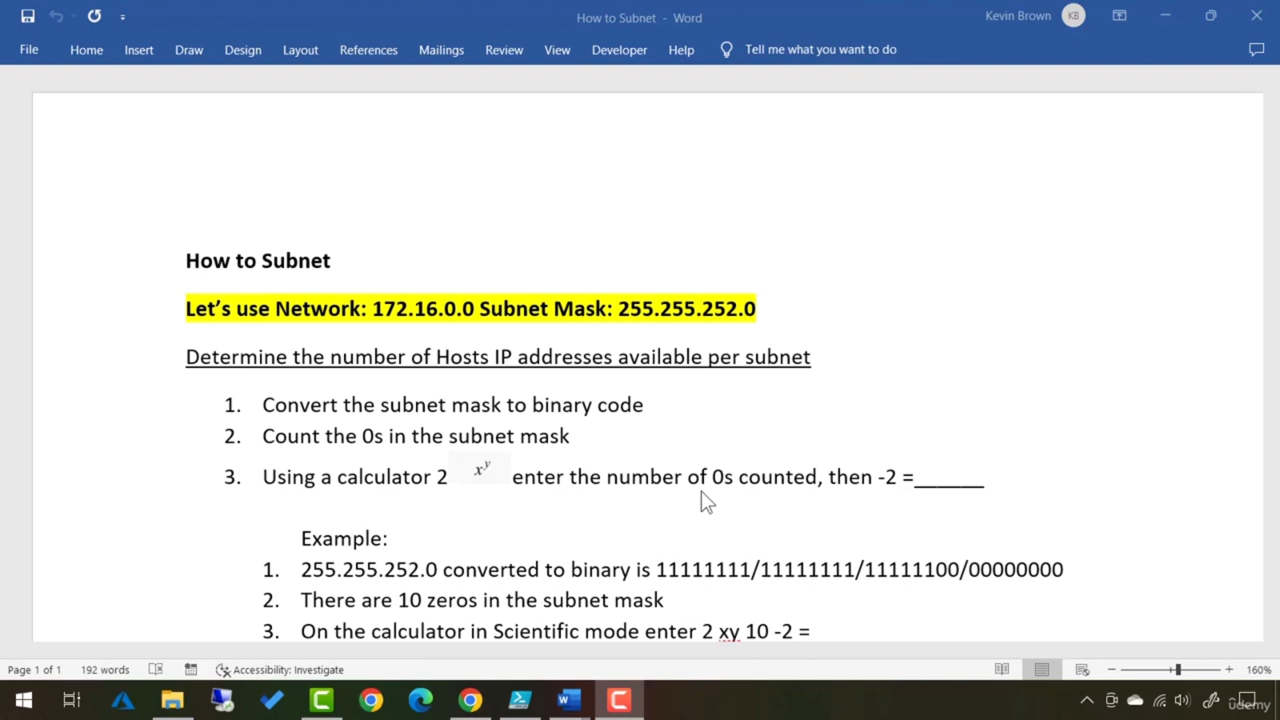 How to Subnet - Word
Kevin Brown KB
File Home Insert Draw Design Layout References Mailings Review View Developer Help Tell me what you want to do
How to Subnet
Let's use Network: 172.16.0.0 Subnet Mask: 255.255.252.0
Determine the number of Hosts IP addresses available per subnet
1. Convert the subnet mask to binary code
2. Count the 0s in the subnet mask
3. Using a calculator 2 xʸ enter the number of 0s counted, then -2 =______
Example:
1. 255.255.252.0 converted to binary is 11111111/11111111/11111100/00000000
2. There are 10 zeros in the subnet mask
3. On the calculator in Scientific mode enter 2 xy 10 -2 =
Page 1 of 1 192 words Accessibility: Investigate 160%
udemy